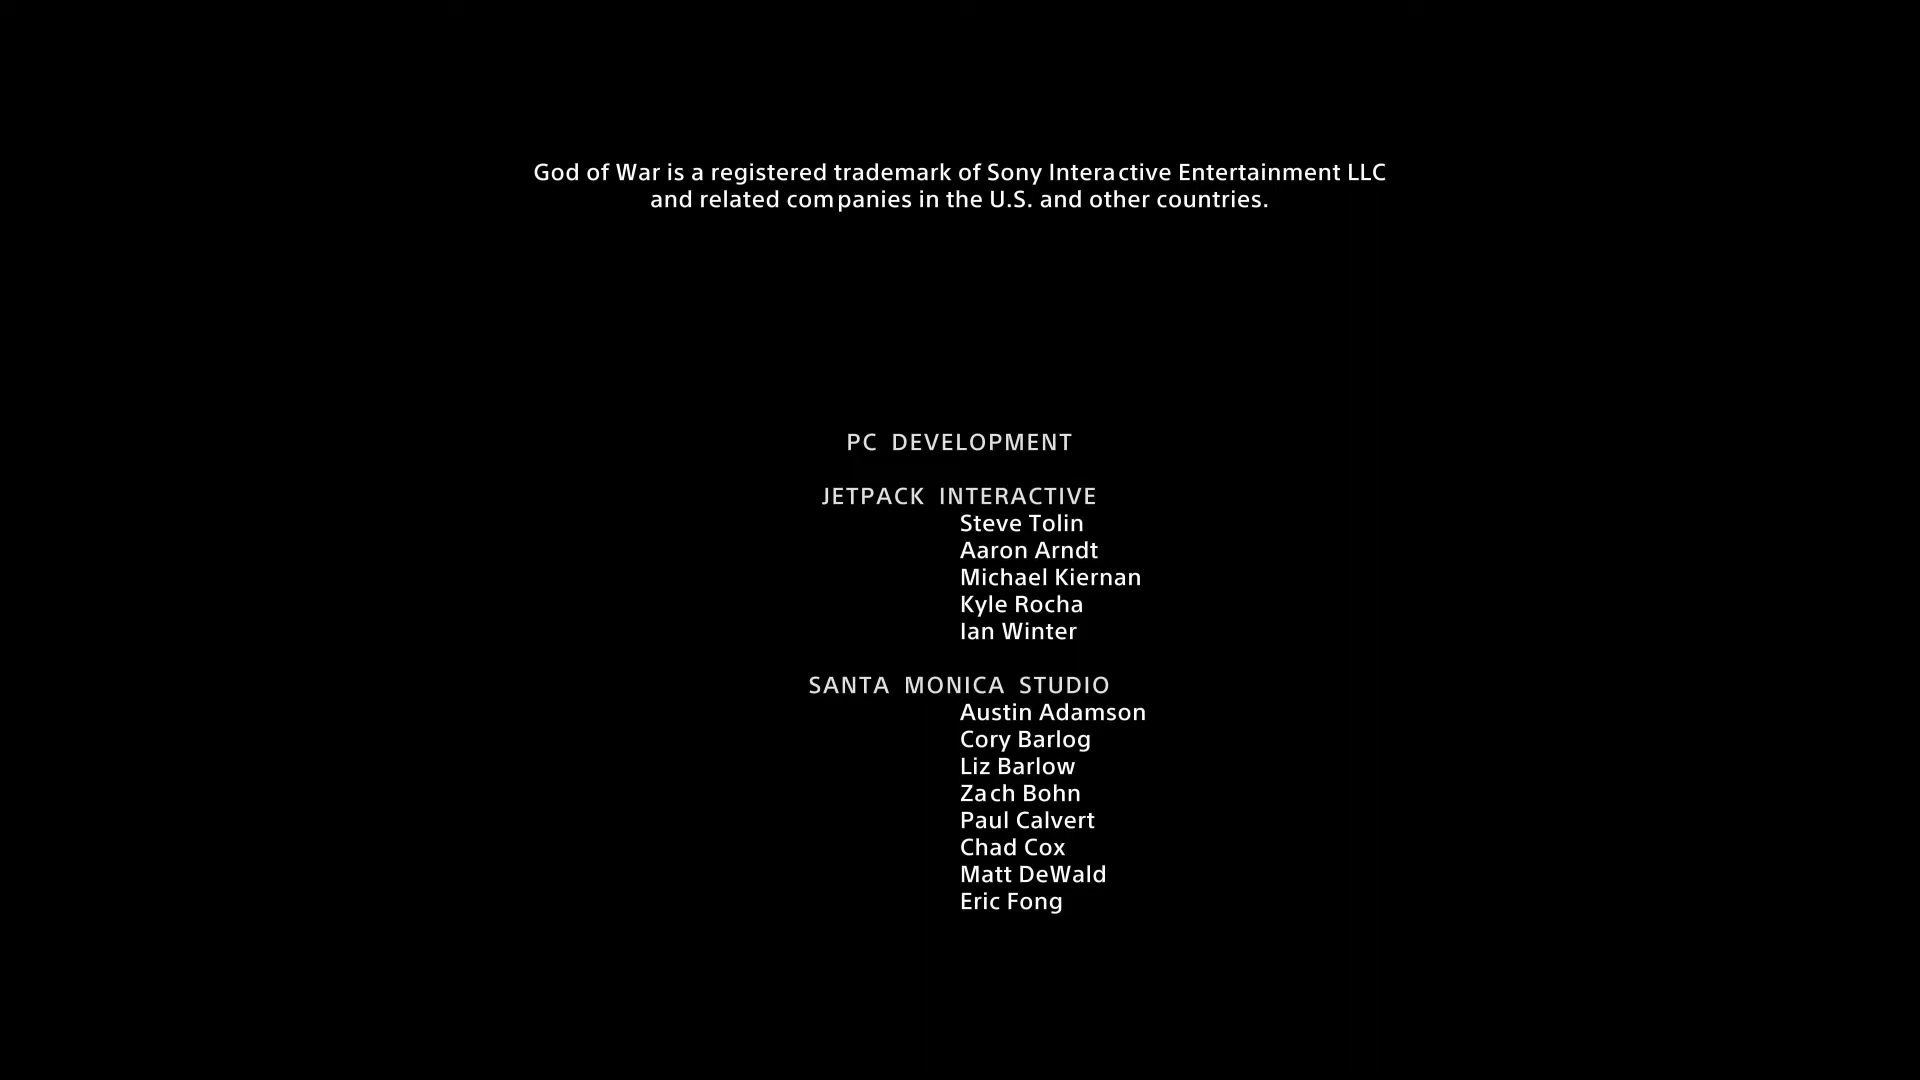 God of War is a registered trademark of Sony Interactive Entertainment LLC
and related companies in the U.S. and other countries.
PC DEVELOPMENT
JETPACK INTERACTIVE
Steve Tolin
Aaron Arndt
Michael Kiernan
Kyle Rocha
Ian Winter
SANTA MONICA STUDIO
Austin Adamson
Cory Barlog
Liz Barlow
Zach Bohn
Paul Calvert
Chad Cox
Matt DeWald
Eric Fong